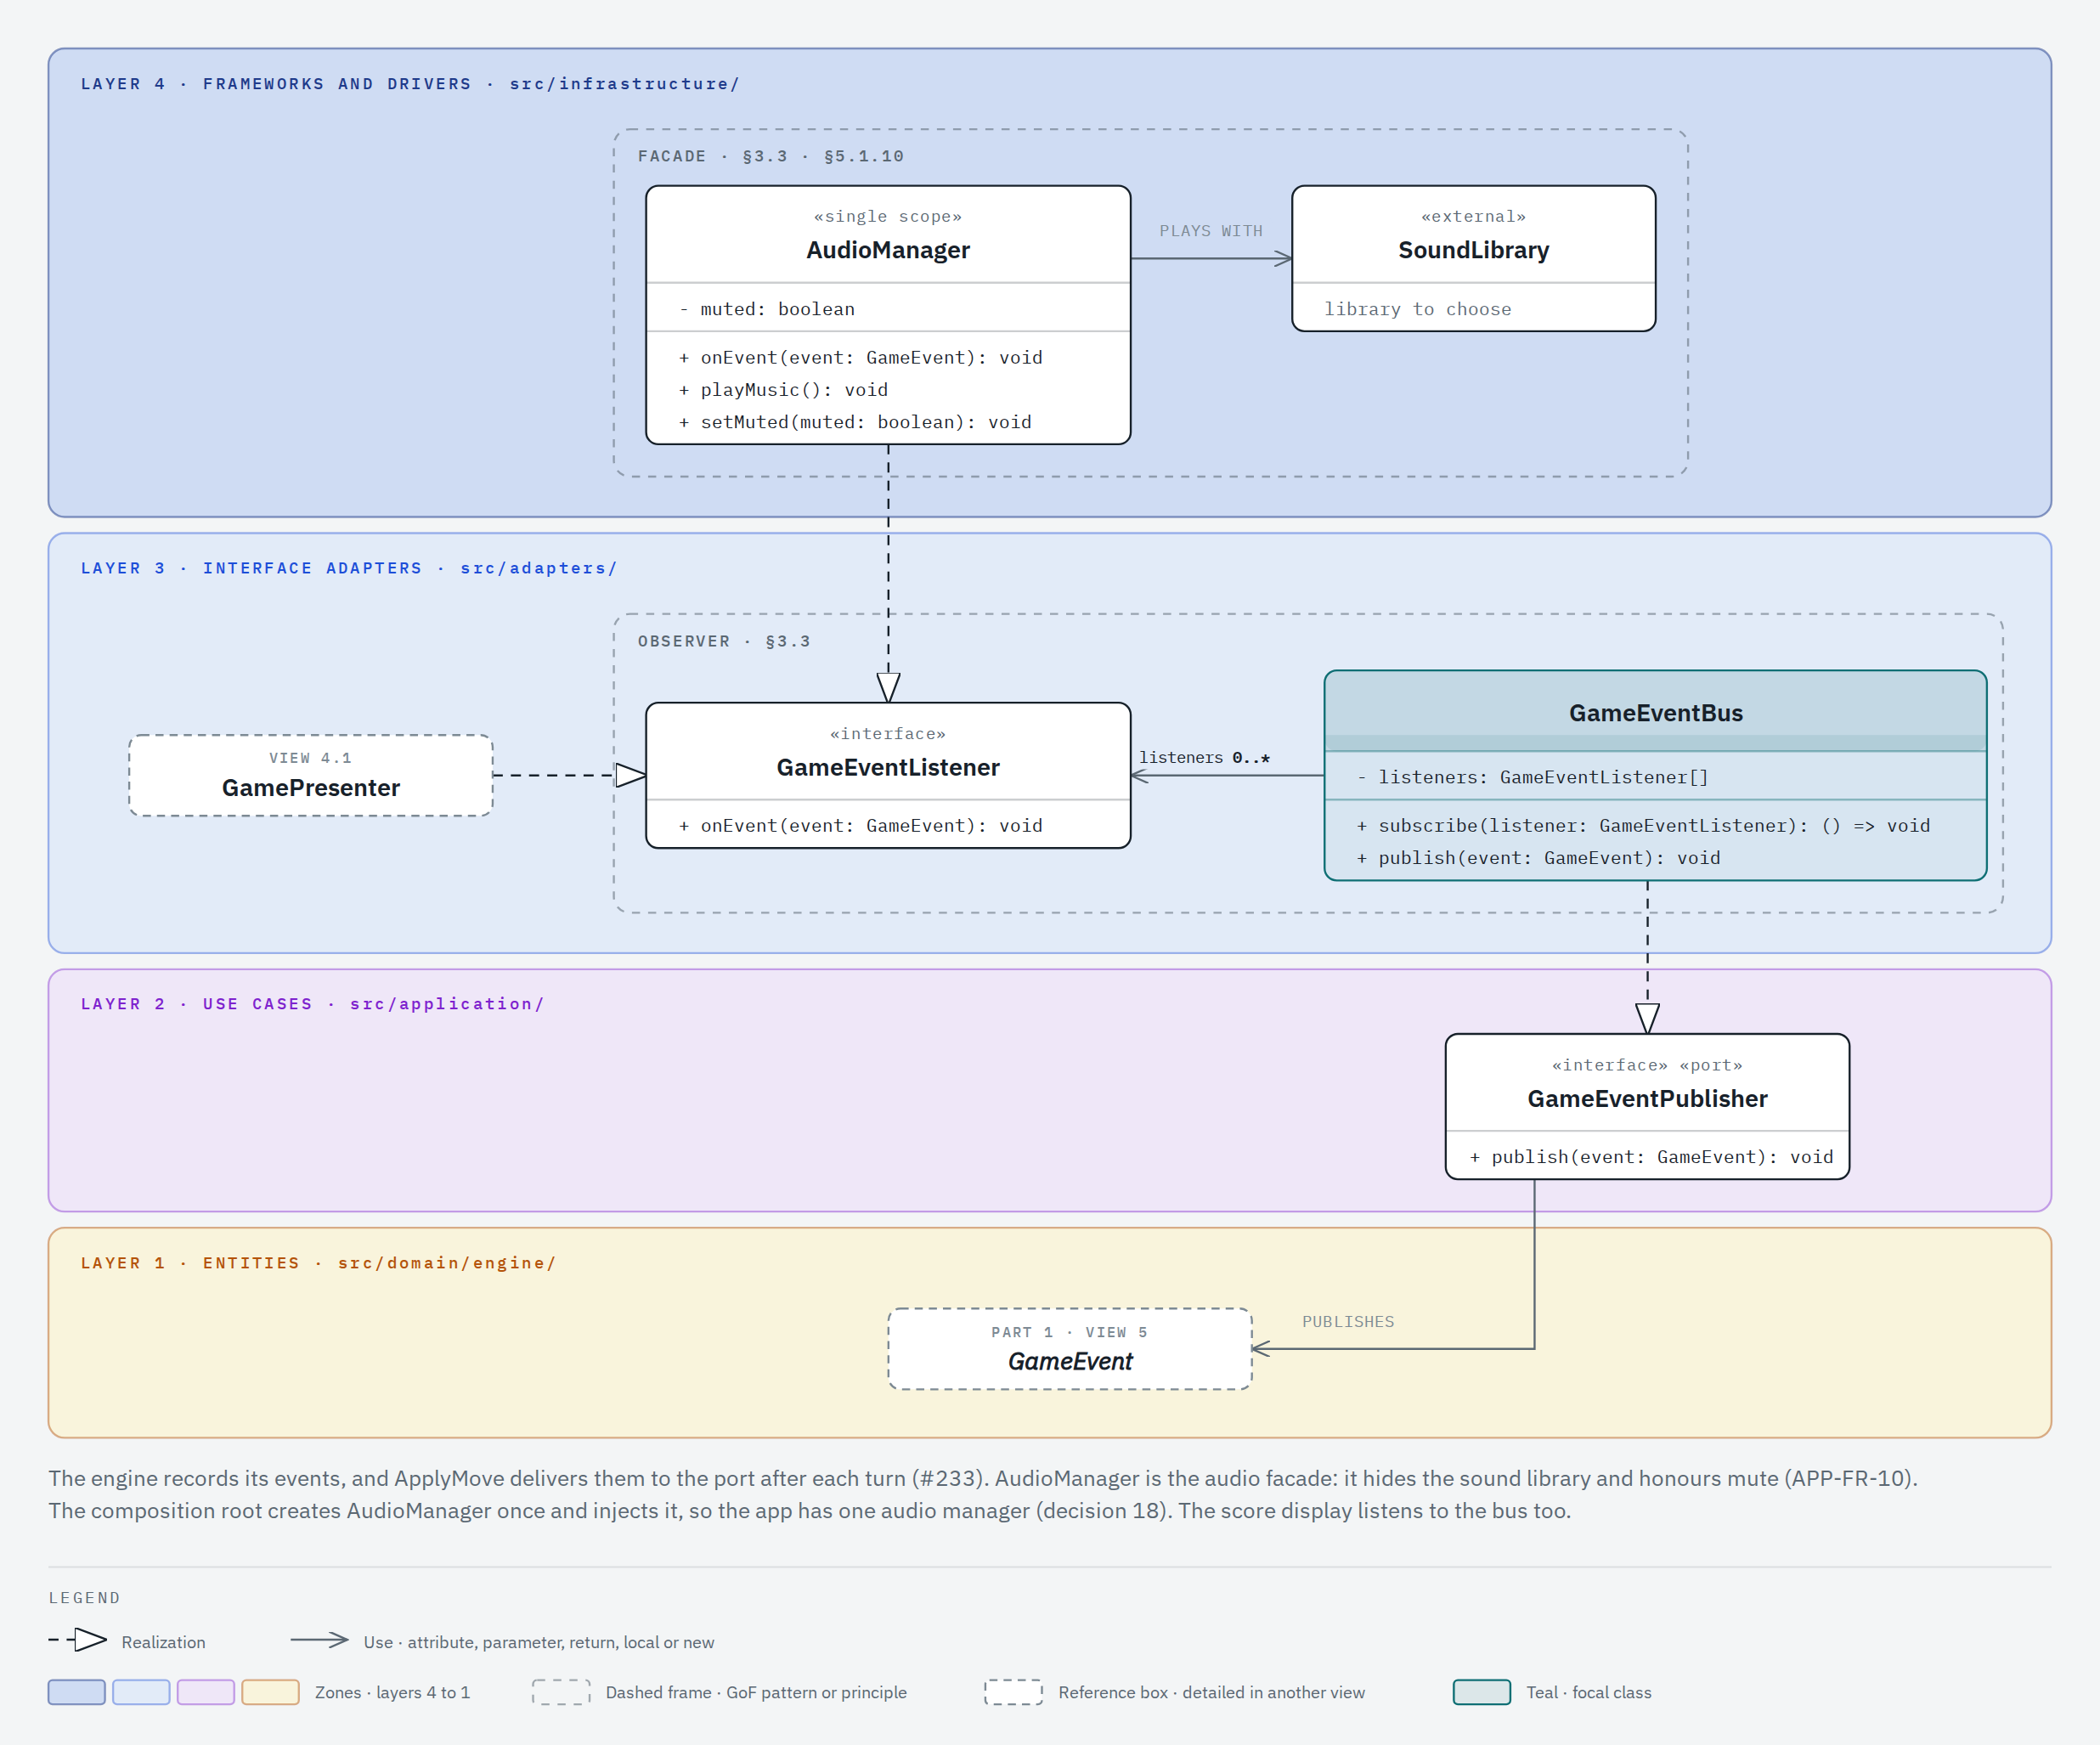 LAYER 4 · FRAMEWORKS AND DRIVERS · src/infrastructure/
FACADE · §3.3 · §5.1.10
«single scope»
AudioManager
- muted: boolean
+ onEvent(event: GameEvent): void
+ playMusic(): void
+ setMuted(muted: boolean): void
PLAYS WITH
«external»
SoundLibrary
library to choose
LAYER 3 · INTERFACE ADAPTERS · src/adapters/
OBSERVER · §3.3
VIEW 4.1
GamePresenter
«interface»
GameEventListener
+ onEvent(event: GameEvent): void
listeners 0..*
GameEventBus
- listeners: GameEventListener[]
+ subscribe(listener: GameEventListener): () => void
+ publish(event: GameEvent): void
LAYER 2 · USE CASES · src/application/
«interface» «port»
GameEventPublisher
+ publish(event: GameEvent): void
LAYER 1 · ENTITIES · src/domain/engine/
PART 1 · VIEW 5
GameEvent
PUBLISHES
The engine records its events, and ApplyMove delivers them to the port after each turn (#233). AudioManager is the audio facade: it hides the sound library and honours mute (APP-FR-10).
The composition root creates AudioManager once and injects it, so the app has one audio manager (decision 18). The score display listens to the bus too.
LEGEND
Realization
Use · attribute, parameter, return, local or new
Zones · layers 4 to 1
Dashed frame · GoF pattern or principle
Reference box · detailed in another view
Teal · focal class